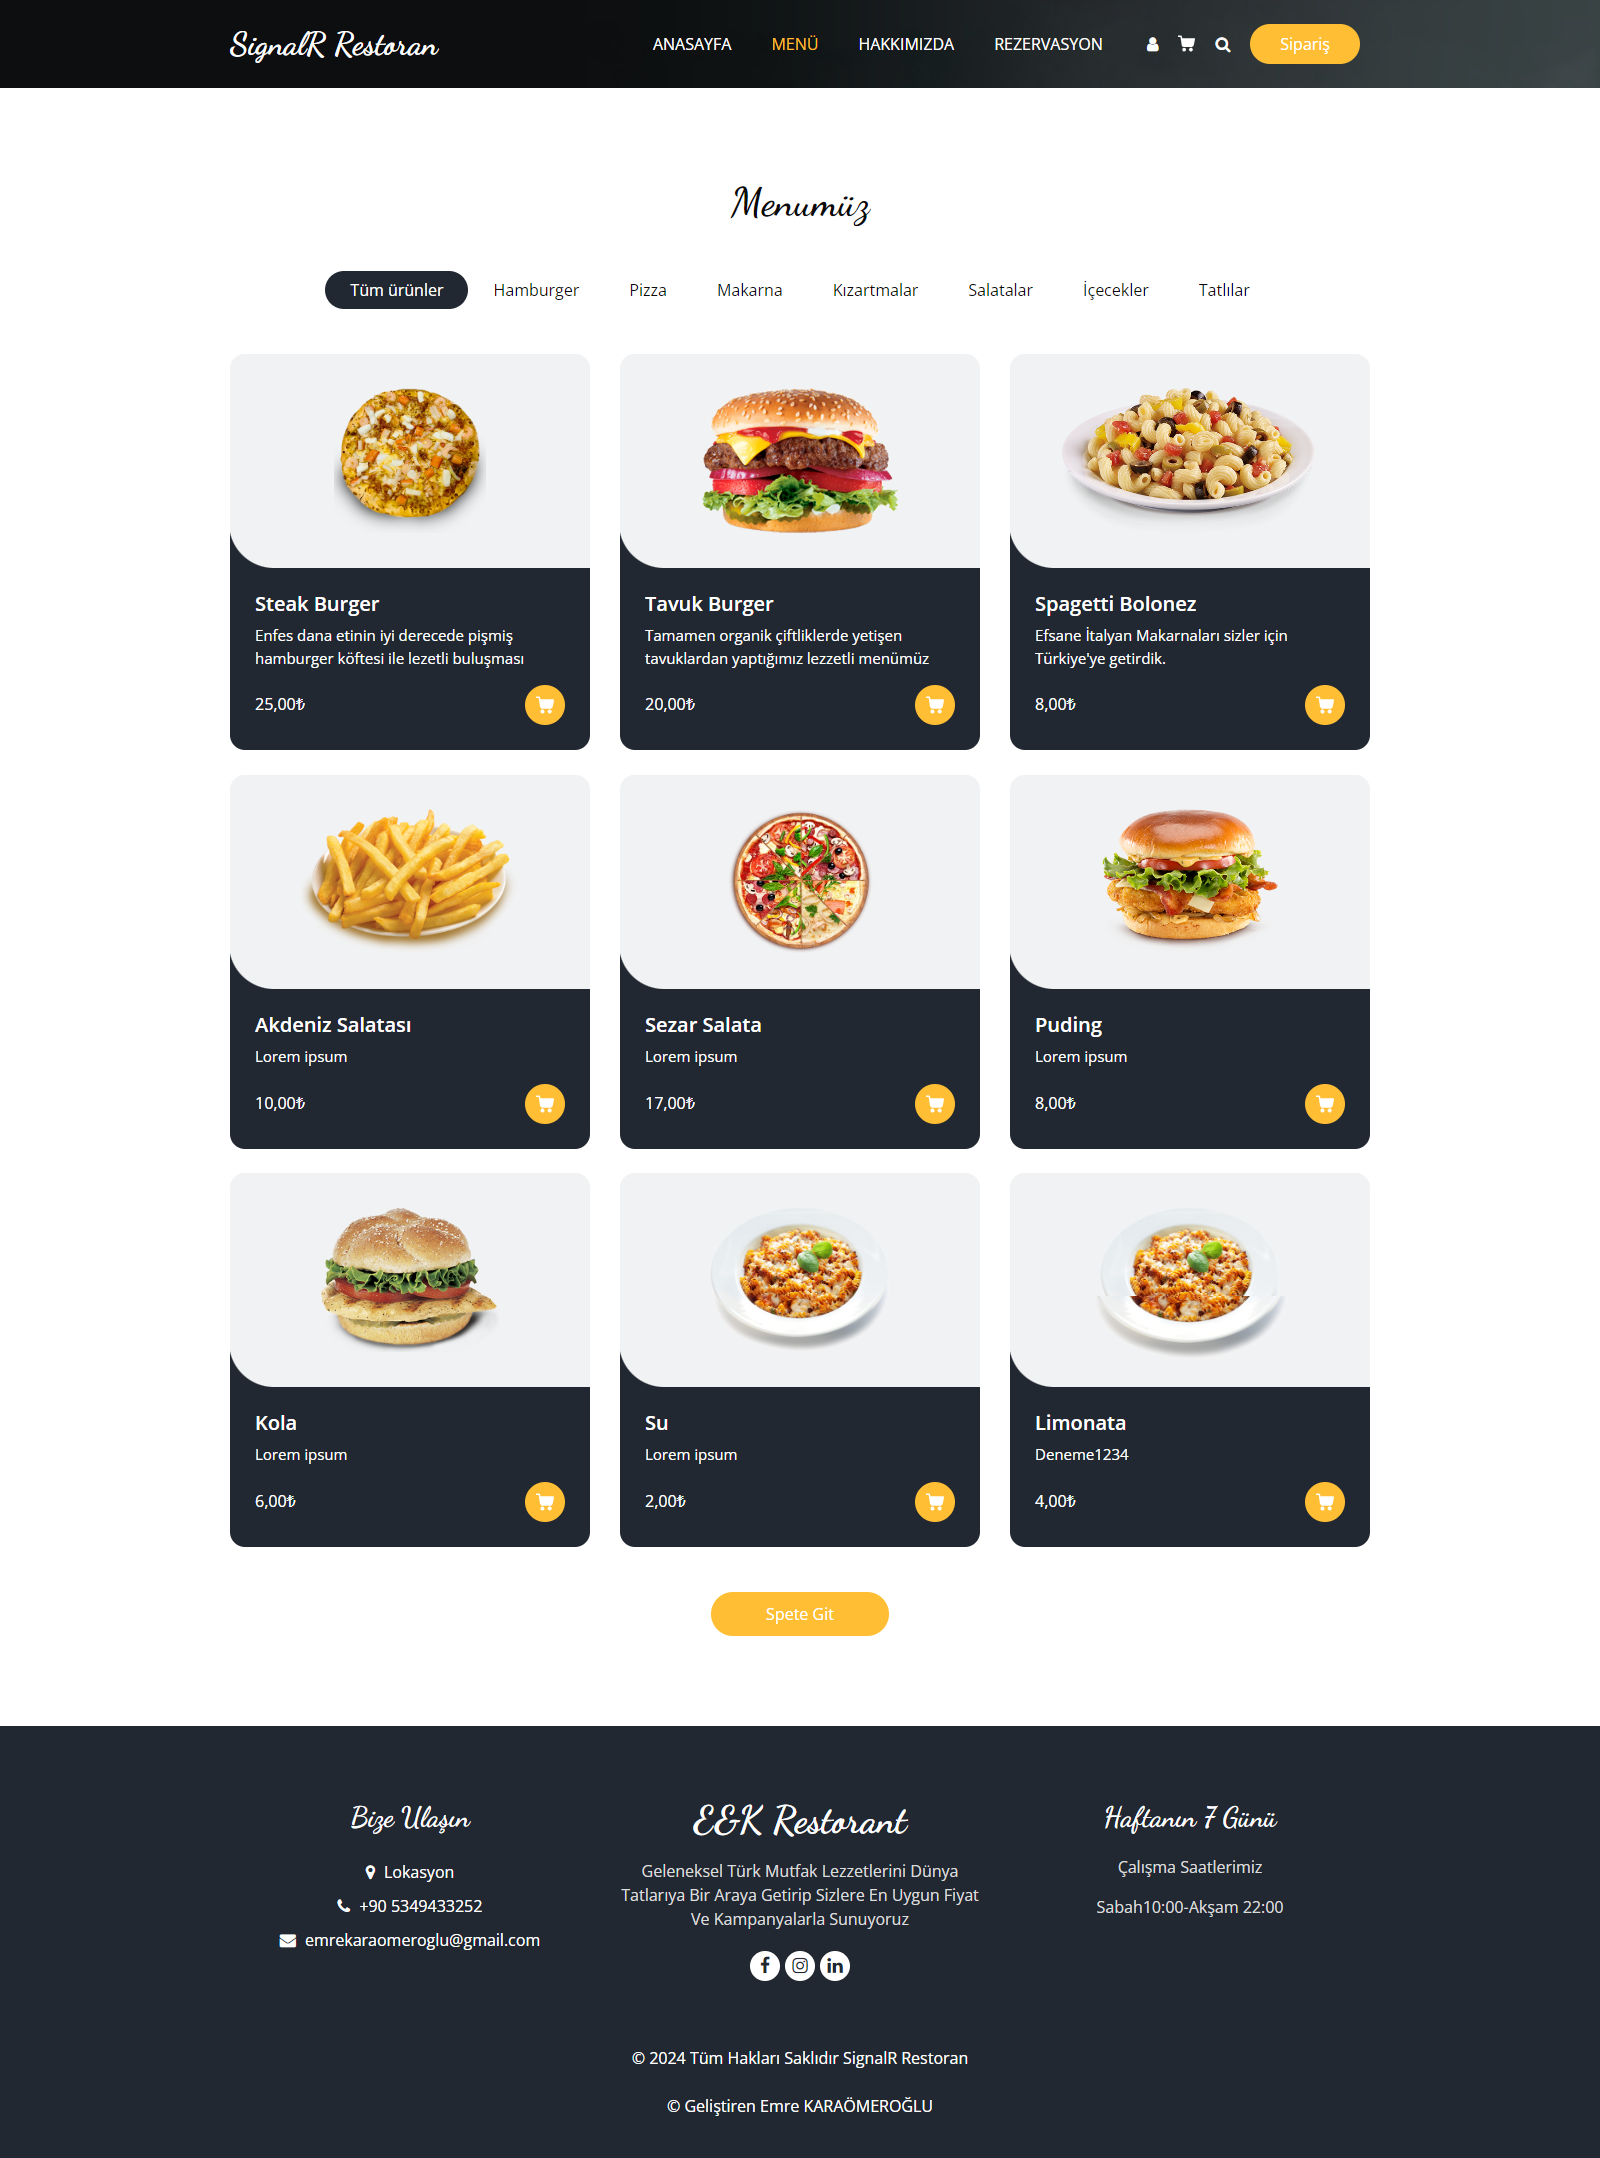 SignalR Restoran
ANASAYFA MENÜ HAKKIMIZDA REZERVASYON Sipariş
Menumüz
Tüm ürünler Hamburger Pizza Makarna Kızartmalar Salatalar İçecekler Tatlılar
Steak Burger
Enfes dana etinin iyi derecede pişmiş
hamburger köftesi ile lezetli buluşması
25,00₺
Tavuk Burger
Tamamen organik çiftliklerde yetişen
tavuklardan yaptığımız lezzetli menümüz
20,00₺
Spagetti Bolonez
Efsane İtalyan Makarnaları sizler için
Türkiye'ye getirdik.
8,00₺
Akdeniz Salatası
Lorem ipsum
10,00₺
Sezar Salata
Lorem ipsum
17,00₺
Puding
Lorem ipsum
8,00₺
Kola
Lorem ipsum
6,00₺
Su
Lorem ipsum
2,00₺
Limonata
Deneme1234
4,00₺
Spete Git
Bize Ulaşın
Lokasyon
+90 5349433252
emrekaraomeroglu@gmail.com
E&K Restorant
Geleneksel Türk Mutfak Lezzetlerini Dünya
Tatlarıya Bir Araya Getirip Sizlere En Uygun Fiyat
Ve Kampanyalarla Sunuyoruz
Haftanın 7 Günü
Çalışma Saatlerimiz
Sabah10:00-Akşam 22:00
© 2024 Tüm Hakları Saklıdır SignalR Restoran
© Geliştiren Emre KARAÖMEROĞLU